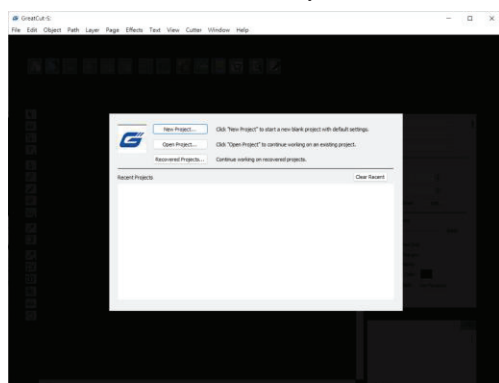 GreatCut-S
File Edit Object Path Layer Page Effects Text View Cutter Window Help
New Project... Click "New Project" to start a new blank project with default settings.
Open Project... Click "Open Project" to continue working on an existing project.
Recovered Projects... Continue working on recovered projects.
Recent Projects Clear Recent